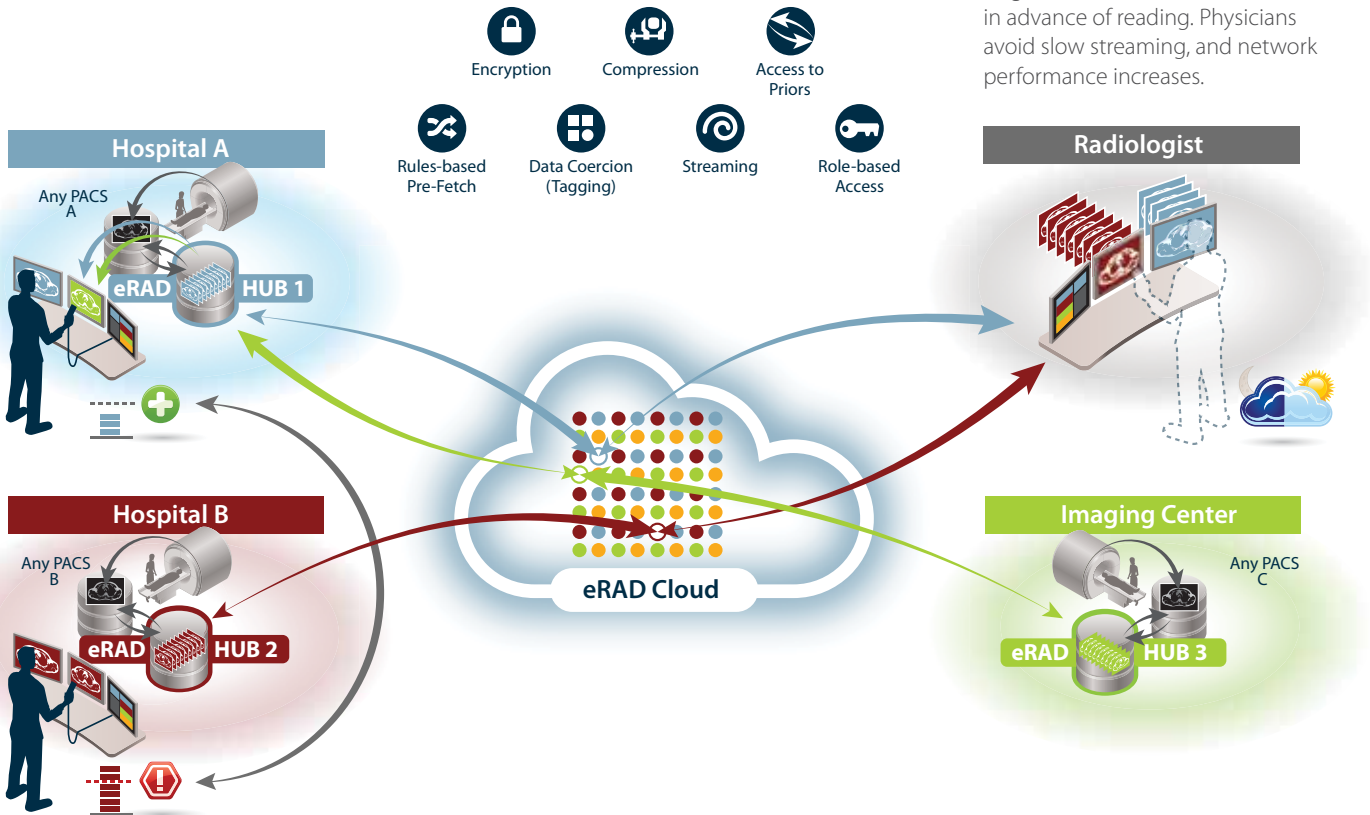 in advance of reading. Physicians
avoid slow streaming, and network
performance increases.
Encryption
Compression
Access to
Priors
Rules-based
Pre-Fetch
Data Coercion
(Tagging)
Streaming
Role-based
Access
Hospital A
Any PACS
A
eRAD HUB 1
Radiologist
Hospital B
Any PACS
B
eRAD HUB 2
eRAD Cloud
Imaging Center
Any PACS
C
eRAD HUB 3